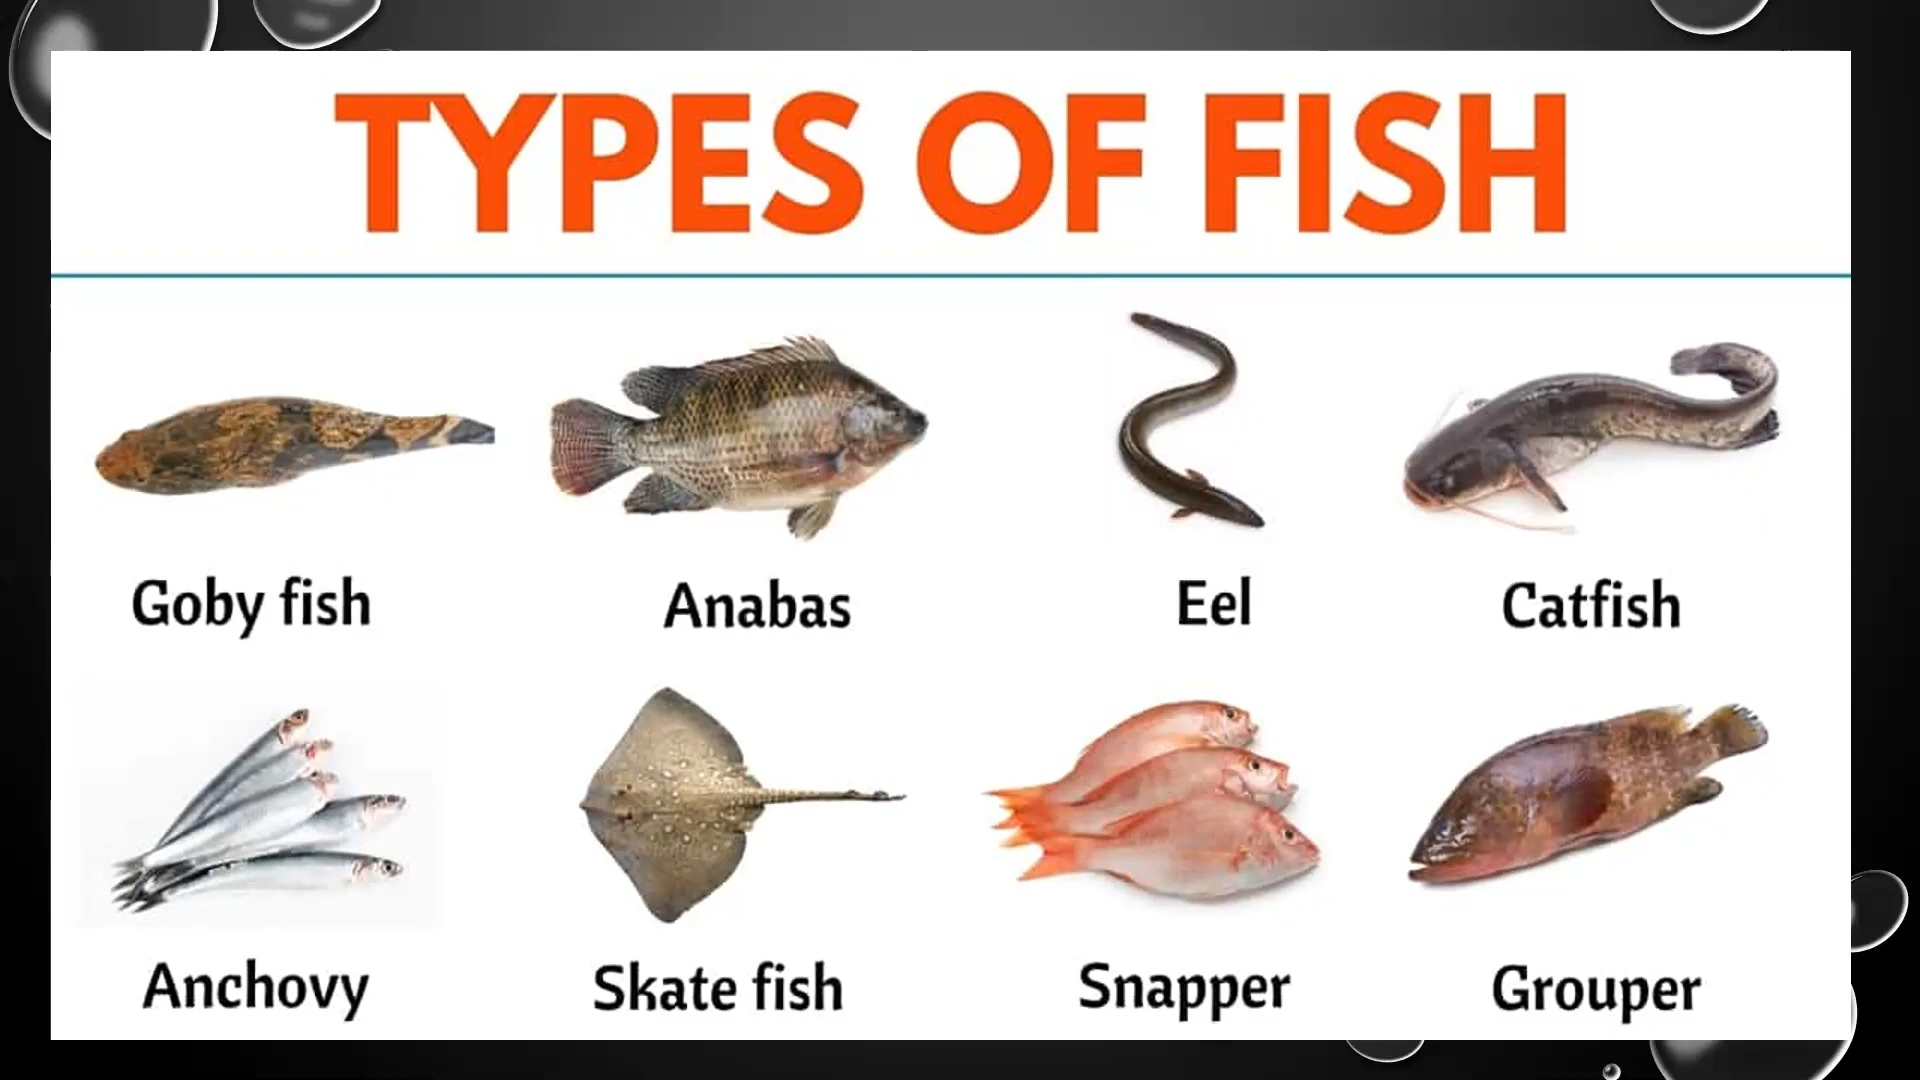 TYPES OF FISH
Goby fish
Anabas
Eel
Catfish
Anchovy
Skate fish
Snapper
Grouper